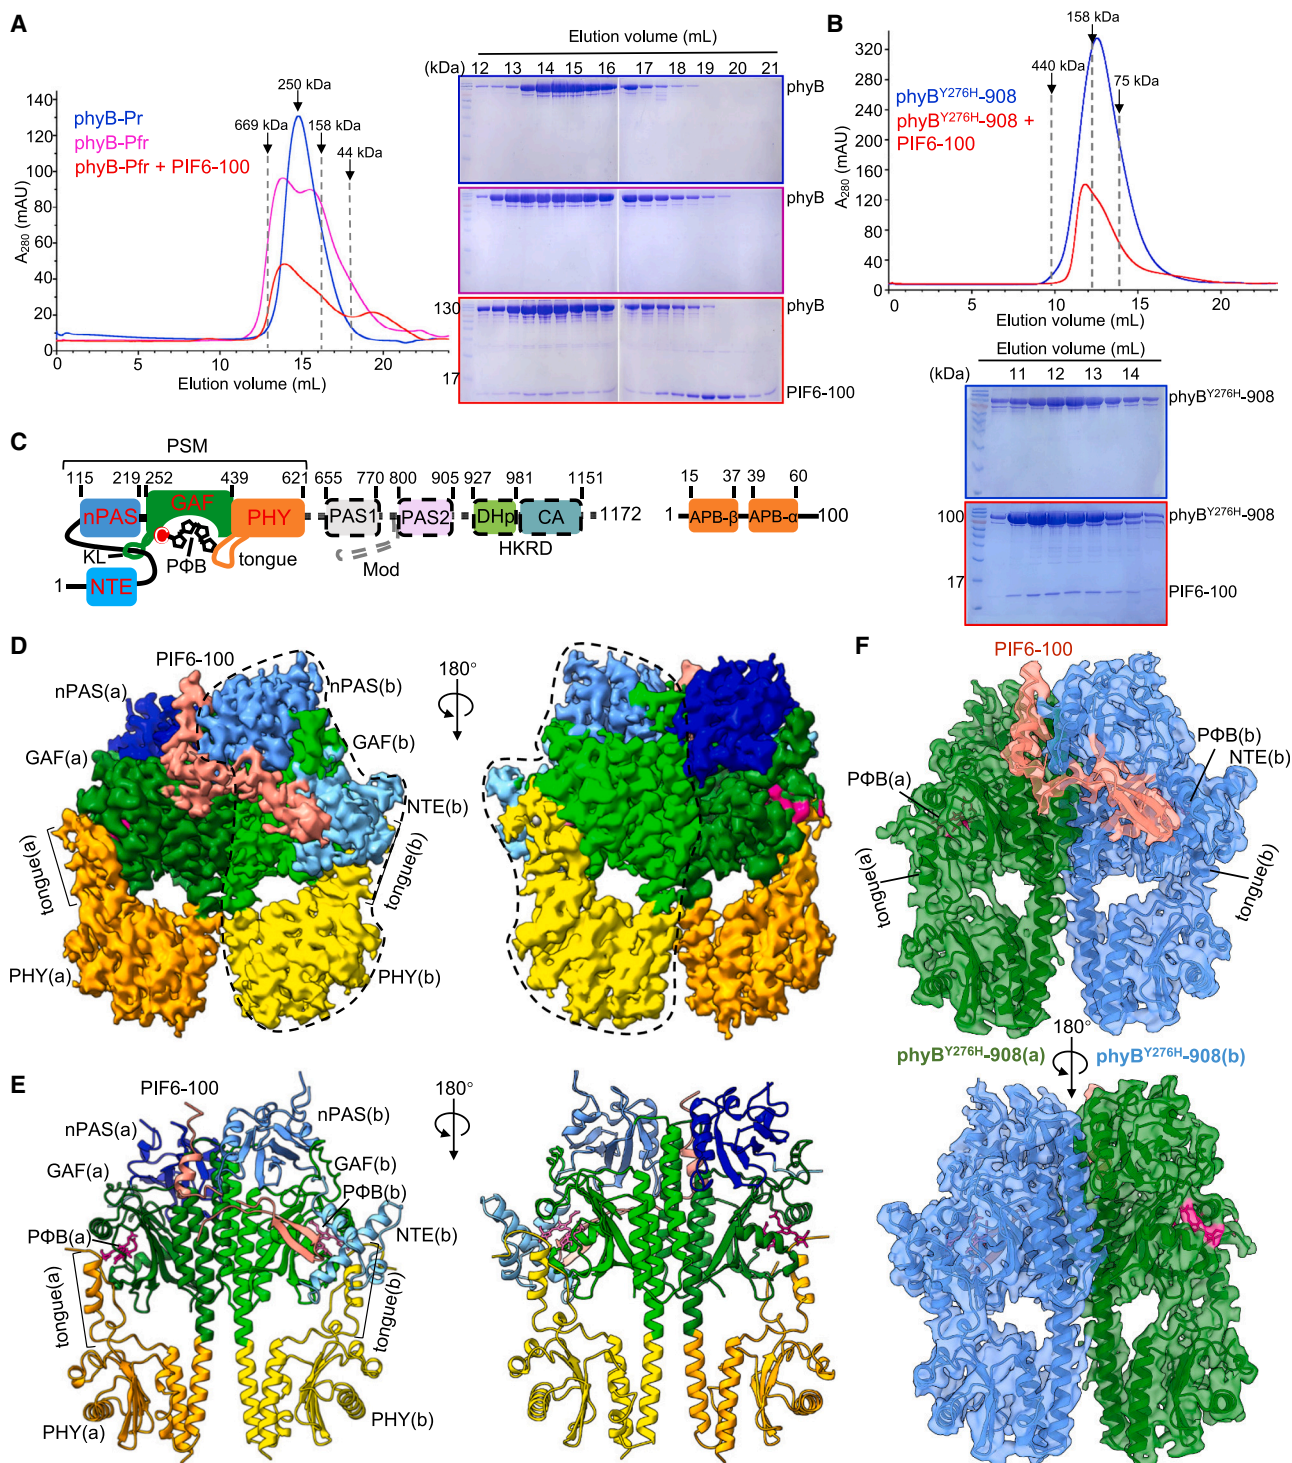 A
140
120
100
80
60
40
20
0
A280 (mAU)
0 5 10 15 20
Elution volume (mL)
phyB-Pr
phyB-Pfr
phyB-Pfr + PIF6-100
250 kDa
669 kDa
158 kDa
44 kDa
Elution volume (mL)
(kDa) 12 13 14 15 16 17 18 19 20 21
phyB
phyB
130
phyB
17
PIF6-100
B
320
280
240
200
160
120
80
40
0
A280 (mAU)
0 5 10 15 20
Elution volume (mL)
phyBY276H-908
phyBY276H-908 +
PIF6-100
158 kDa
440 kDa
75 kDa
Elution volume (mL)
(kDa) 11 12 13 14
phyBY276H-908
100
phyBY276H-908
17
PIF6-100
C
PSM
115 219 252 439 621 655 770 800 905 927 981 1151
nPAS GAF PHY PAS1 PAS2 DHp CA 1172
KL PΦB tongue
Mod
HKRD
1 NTE
15 37 39 60
1 APB-β APB-α 100
D
PIF6-100
180°
nPAS(a)
nPAS(b)
GAF(a)
GAF(b)
NTE(b)
tongue(a)
tongue(b)
PHY(a)
PHY(b)
E
PIF6-100
180°
nPAS(a)
nPAS(b)
GAF(a)
GAF(b)
PΦB(b)
PΦB(a)
NTE(b)
tongue(a)
tongue(b)
PHY(a)
PHY(b)
F
PIF6-100
PΦB(b)
NTE(b)
PΦB(a)
tongue(a)
tongue(b)
180°
phyBY276H-908(a)
phyBY276H-908(b)